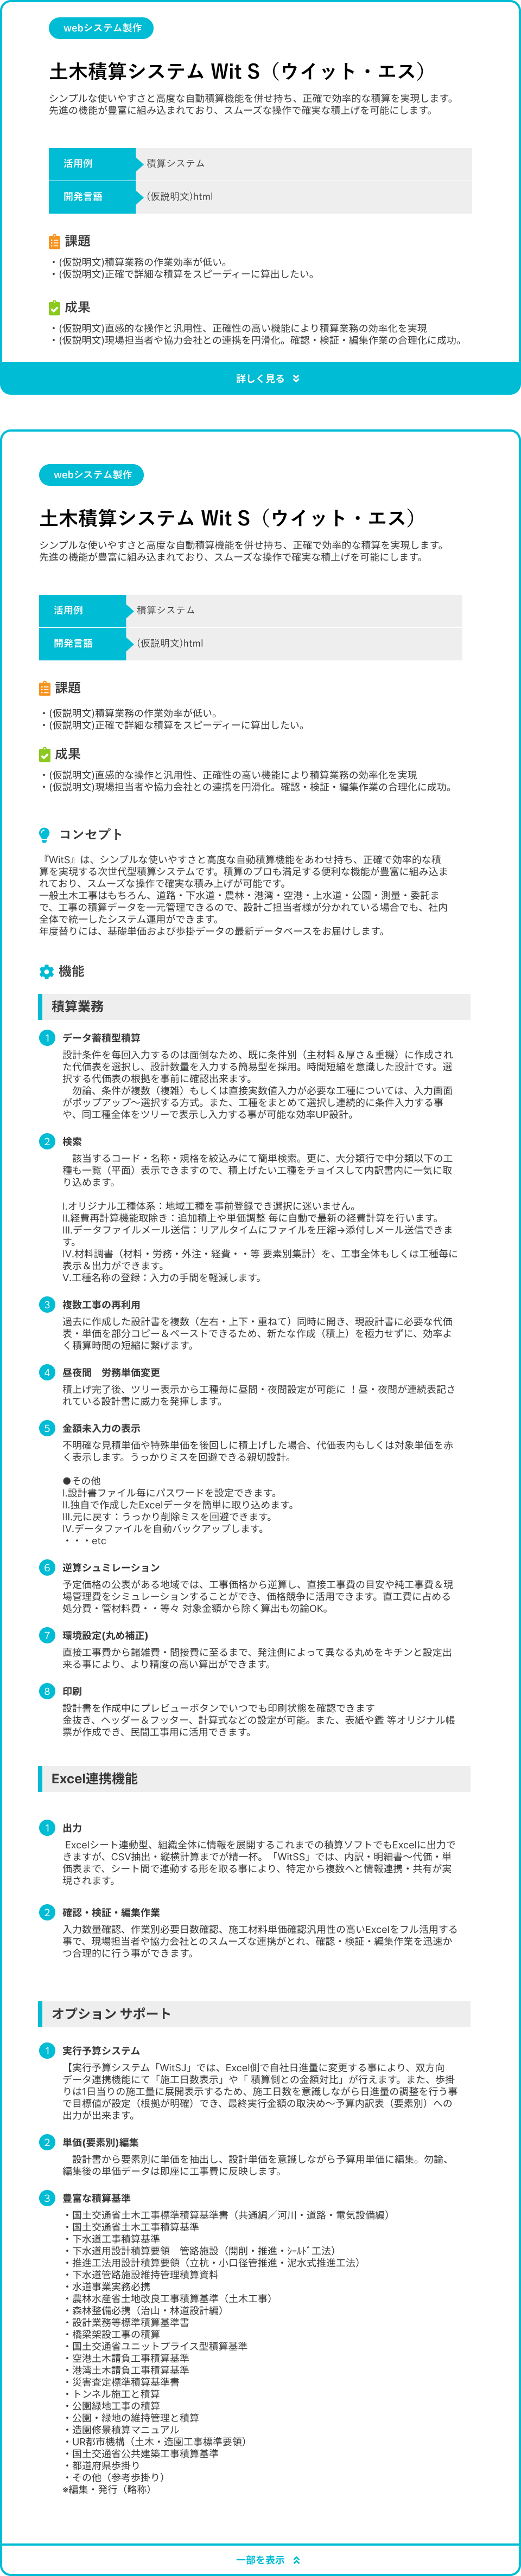 webシステム製作
土木積算システム Wit S（ウイット・エス）
シンプルな使いやすさと高度な自動積算機能を併せ持ち、正確で効率的な積算を実現します。
先進の機能が豊富に組み込まれており、スムーズな操作で確実な積上げを可能にします。
活用例 積算システム
開発言語 (仮説明文)html
課題
・(仮説明文)積算業務の作業効率が低い。
・(仮説明文)正確で詳細な積算をスピーディーに算出したい。
成果
・(仮説明文)直感的な操作と汎用性、正確性の高い機能により積算業務の効率化を実現
・(仮説明文)現場担当者や協力会社との連携を円滑化。確認・検証・編集作業の合理化に成功。
詳しく見る
webシステム製作
土木積算システム Wit S（ウイット・エス）
シンプルな使いやすさと高度な自動積算機能を併せ持ち、正確で効率的な積算を実現します。
先進の機能が豊富に組み込まれており、スムーズな操作で確実な積上げを可能にします。
活用例 積算システム
開発言語 (仮説明文)html
課題
・(仮説明文)積算業務の作業効率が低い。
・(仮説明文)正確で詳細な積算をスピーディーに算出したい。
成果
・(仮説明文)直感的な操作と汎用性、正確性の高い機能により積算業務の効率化を実現
・(仮説明文)現場担当者や協力会社との連携を円滑化。確認・検証・編集作業の合理化に成功。
コンセプト
『WitS』は、シンプルな使いやすさと高度な自動積算機能をあわせ持ち、正確で効率的な積
算を実現する次世代型積算システムです。積算のプロも満足する便利な機能が豊富に組み込ま
れており、スムーズな操作で確実な積み上げが可能です。
一般土木工事はもちろん、道路・下水道・農林・港湾・空港・上水道・公園・測量・委託ま
で、工事の積算データを一元管理できるので、設計ご担当者様が分かれている場合でも、社内
全体で統一したシステム運用ができます。
年度替りには、基礎単価および歩掛データの最新データベースをお届けします。
機能
積算業務
1 データ蓄積型積算
設計条件を毎回入力するのは面倒なため、既に条件別（主材料＆厚さ＆重機）に作成され
た代価表を選択し、設計数量を入力する簡易型を採用。時間短縮を意識した設計です。選
択する代価表の根拠を事前に確認出来ます。
　勿論、条件が複数（複雑）もしくは直接実数値入力が必要な工種については、入力画面
がポップアップ〜選択する方式。また、工種をまとめて選択し連続的に条件入力する事
や、同工種全体をツリーで表示し入力する事が可能な効率UP設計。
2 検索
　該当するコード・名称・規格を絞込みにて簡単検索。更に、大分類行で中分類以下の工
種も一覧（平面）表示できますので、積上げたい工種をチョイスして内訳書内に一気に取
り込めます。
I.オリジナル工種体系：地域工種を事前登録でき選択に迷いません。
II.経費再計算機能取除き：追加積上や単価調整 毎に自動で最新の経費計算を行います。
III.データファイルメール送信：リアルタイムにファイルを圧縮→添付しメール送信できま
す。
IV.材料調書（材料・労務・外注・経費・・等 要素別集計）を、工事全体もしくは工種毎に
表示＆出力ができます。
V.工種名称の登録：入力の手間を軽減します。
3 複数工事の再利用
過去に作成した設計書を複数（左右・上下・重ねて）同時に開き、現設計書に必要な代価
表・単価を部分コピー＆ペーストできるため、新たな作成（積上）を極力せずに、効率よ
く積算時間の短縮に繋げます。
4 昼夜間　労務単価変更
積上げ完了後、ツリー表示から工種毎に昼間・夜間設定が可能に ！昼・夜間が連続表記さ
れている設計書に威力を発揮します。
5 金額未入力の表示
不明確な見積単価や特殊単価を後回しに積上げした場合、代価表内もしくは対象単価を赤
く表示します。うっかりミスを回避できる親切設計。
●その他
I.設計書ファイル毎にパスワードを設定できます。
II.独自で作成したExcelデータを簡単に取り込めます。
III.元に戻す：うっかり削除ミスを回避できます。
IV.データファイルを自動バックアップします。
・・・etc
6 逆算シュミレーション
予定価格の公表がある地域では、工事価格から逆算し、直接工事費の目安や純工事費＆現
場管理費をシミュレーションすることができ、価格競争に活用できます。直工費に占める
処分費・管材料費・・等々 対象金額から除く算出も勿論OK。
7 環境設定(丸め補正)
直接工事費から諸雑費・間接費に至るまで、発注側によって異なる丸めをキチンと設定出
来る事により、より精度の高い算出ができます。
8 印刷
設計書を作成中にプレビューボタンでいつでも印刷状態を確認できます
金抜き、ヘッダー＆フッター、計算式などの設定が可能。また、表紙や鑑 等オリジナル帳
票が作成でき、民間工事用に活用できます。
Excel連携機能
1 出力
Excelシート連動型、組織全体に情報を展開するこれまでの積算ソフトでもExcelに出力で
きますが、CSV抽出・縦横計算までが精一杯。「WitSS」では、内訳・明細書〜代価・単
価表まで、シート間で連動する形を取る事により、特定から複数へと情報連携・共有が実
現されます。
2 確認・検証・編集作業
入力数量確認、作業別必要日数確認、施工材料単価確認汎用性の高いExcelをフル活用する
事で、現場担当者や協力会社とのスムーズな連携がとれ、確認・検証・編集作業を迅速か
つ合理的に行う事ができます。
オプション サポート
1 実行予算システム
【実行予算システム「WitSJ」では、Excel側で自社日進量に変更する事により、双方向
データ連携機能にて「施工日数表示」や「 積算側との金額対比」が行えます。また、歩掛
りは1日当りの施工量に展開表示するため、施工日数を意識しながら日進量の調整を行う事
で目標値が設定（根拠が明確）でき、最終実行金額の取決め〜予算内訳表（要素別）への
出力が出来ます。
2 単価(要素別)編集
　設計書から要素別に単価を抽出し、設計単価を意識しながら予算用単価に編集。勿論、
編集後の単価データは即座に工事費に反映します。
3 豊富な積算基準
・国土交通省土木工事標準積算基準書（共通編／河川・道路・電気設備編）
・国土交通省土木工事積算基準
・下水道工事積算基準
・下水道用設計積算要領　管路施設（開削・推進・ｼｰﾙﾄﾞ工法）
・推進工法用設計積算要領（立杭・小口径管推進・泥水式推進工法）
・下水道管路施設維持管理積算資料
・水道事業実務必携
・農林水産省土地改良工事積算基準（土木工事）
・森林整備必携（治山・林道設計編）
・設計業務等標準積算基準書
・橋梁架設工事の積算
・国土交通省ユニットプライス型積算基準
・空港土木請負工事積算基準
・港湾土木請負工事積算基準
・災害査定標準積算基準書
・トンネル施工と積算
・公園緑地工事の積算
・公園・緑地の維持管理と積算
・造園修景積算マニュアル
・UR都市機構（土木・造園工事標準要領）
・国土交通省公共建築工事積算基準
・都道府県歩掛り
・その他（参考歩掛り）
※編集・発行（略称）
一部を表示